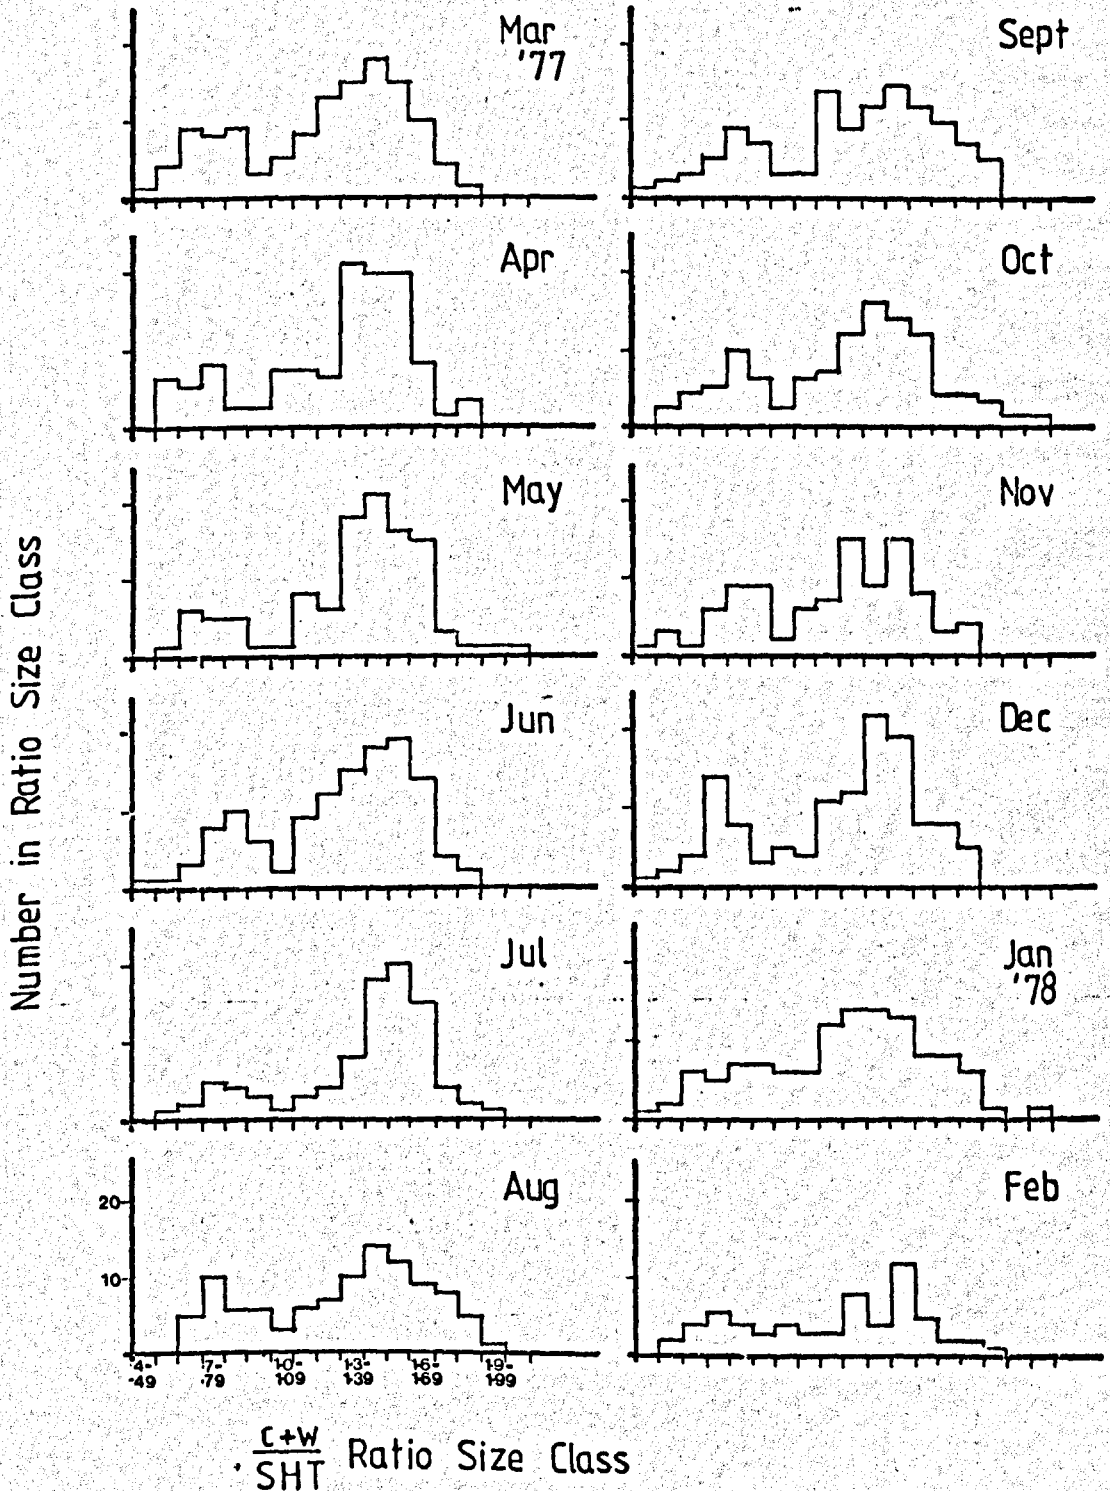 Mar
'77
Sept
Apr
Oct
May
Nov
Jun
Dec
Jul
Jan
'78
Aug
Feb
20
10
·4- ·7- 1·0- 1·3- 1·6- 1·9-
·49 ·79 1·09 1·39 1·69 1·99
Number in Ratio Size Class
C+W
SHT Ratio Size Class